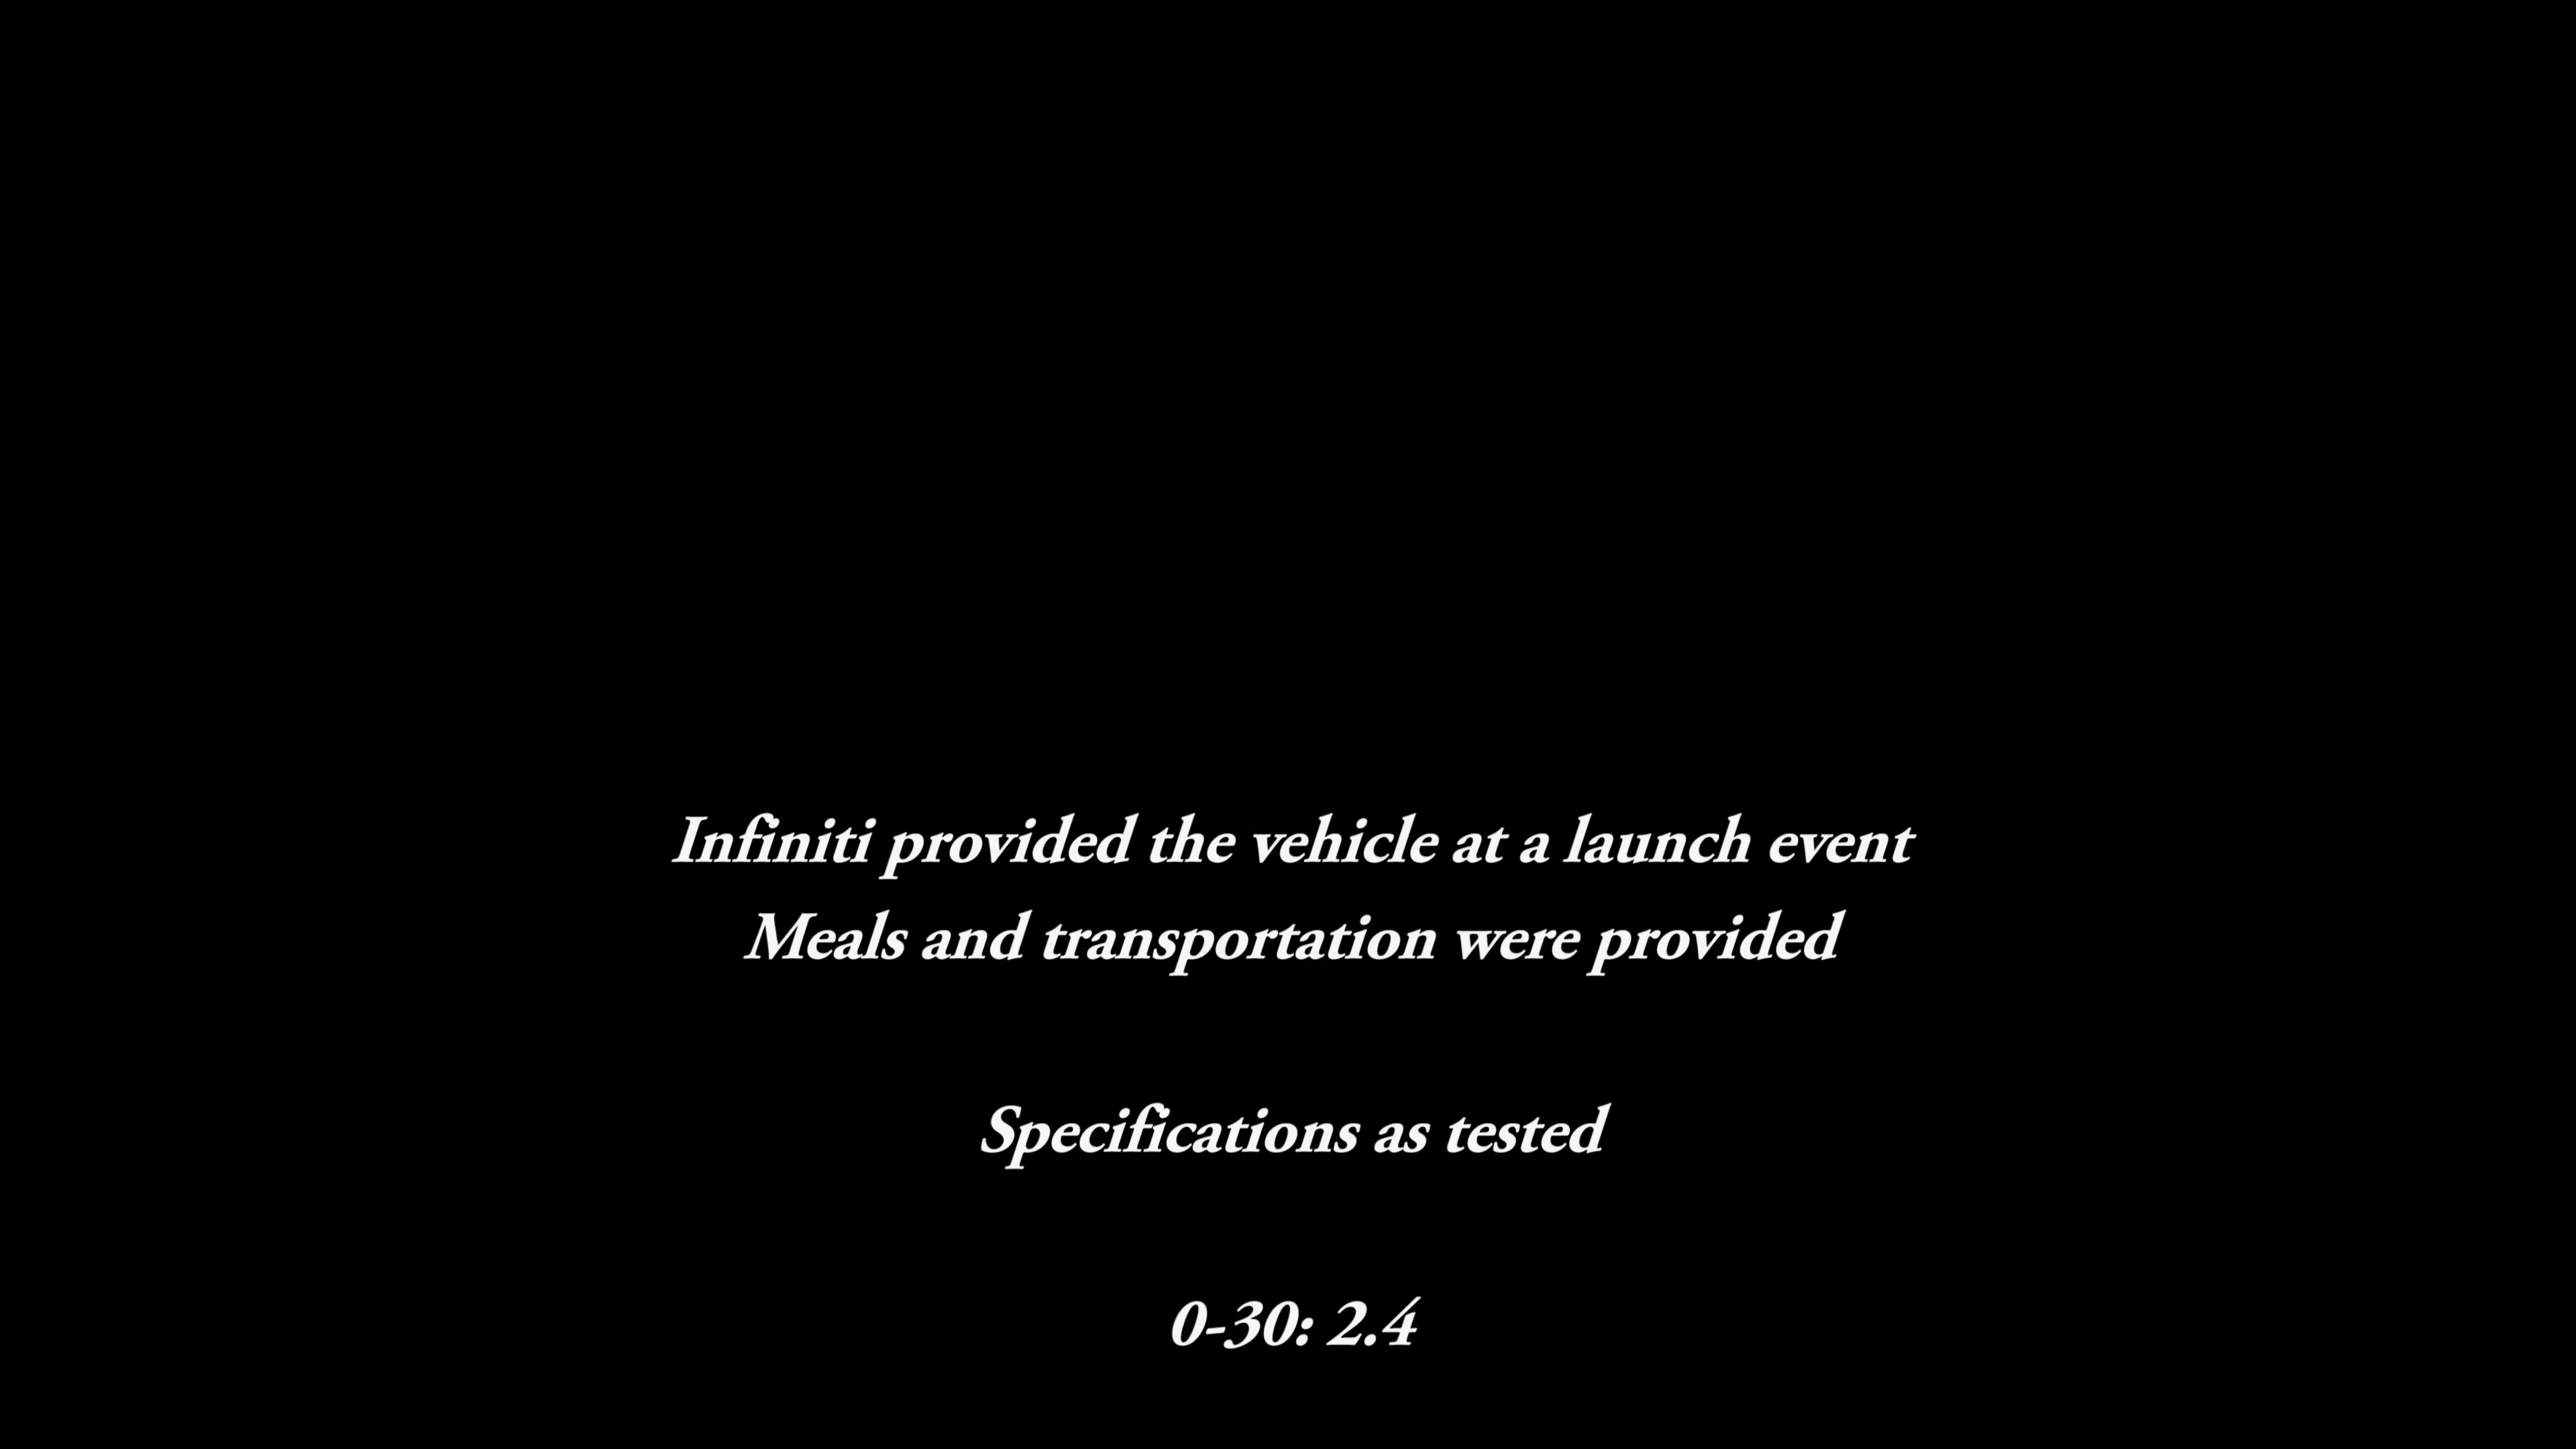 Infiniti provided the vehicle at a launch event
Meals and transportation were provided
Specifications as tested
0-30: 2.4